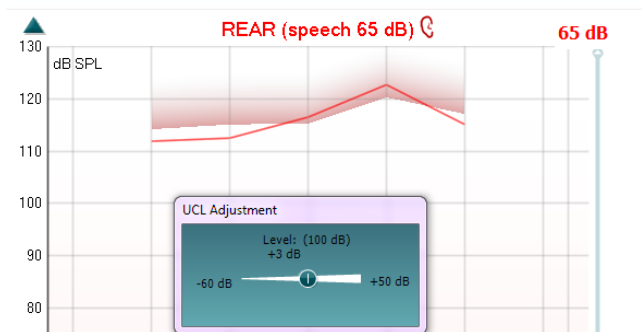 REAR (speech 65 dB)
65 dB
130
dB SPL
120
110
100
UCL Adjustment
Level: (100 dB)
+3 dB
90
-60 dB
+50 dB
80